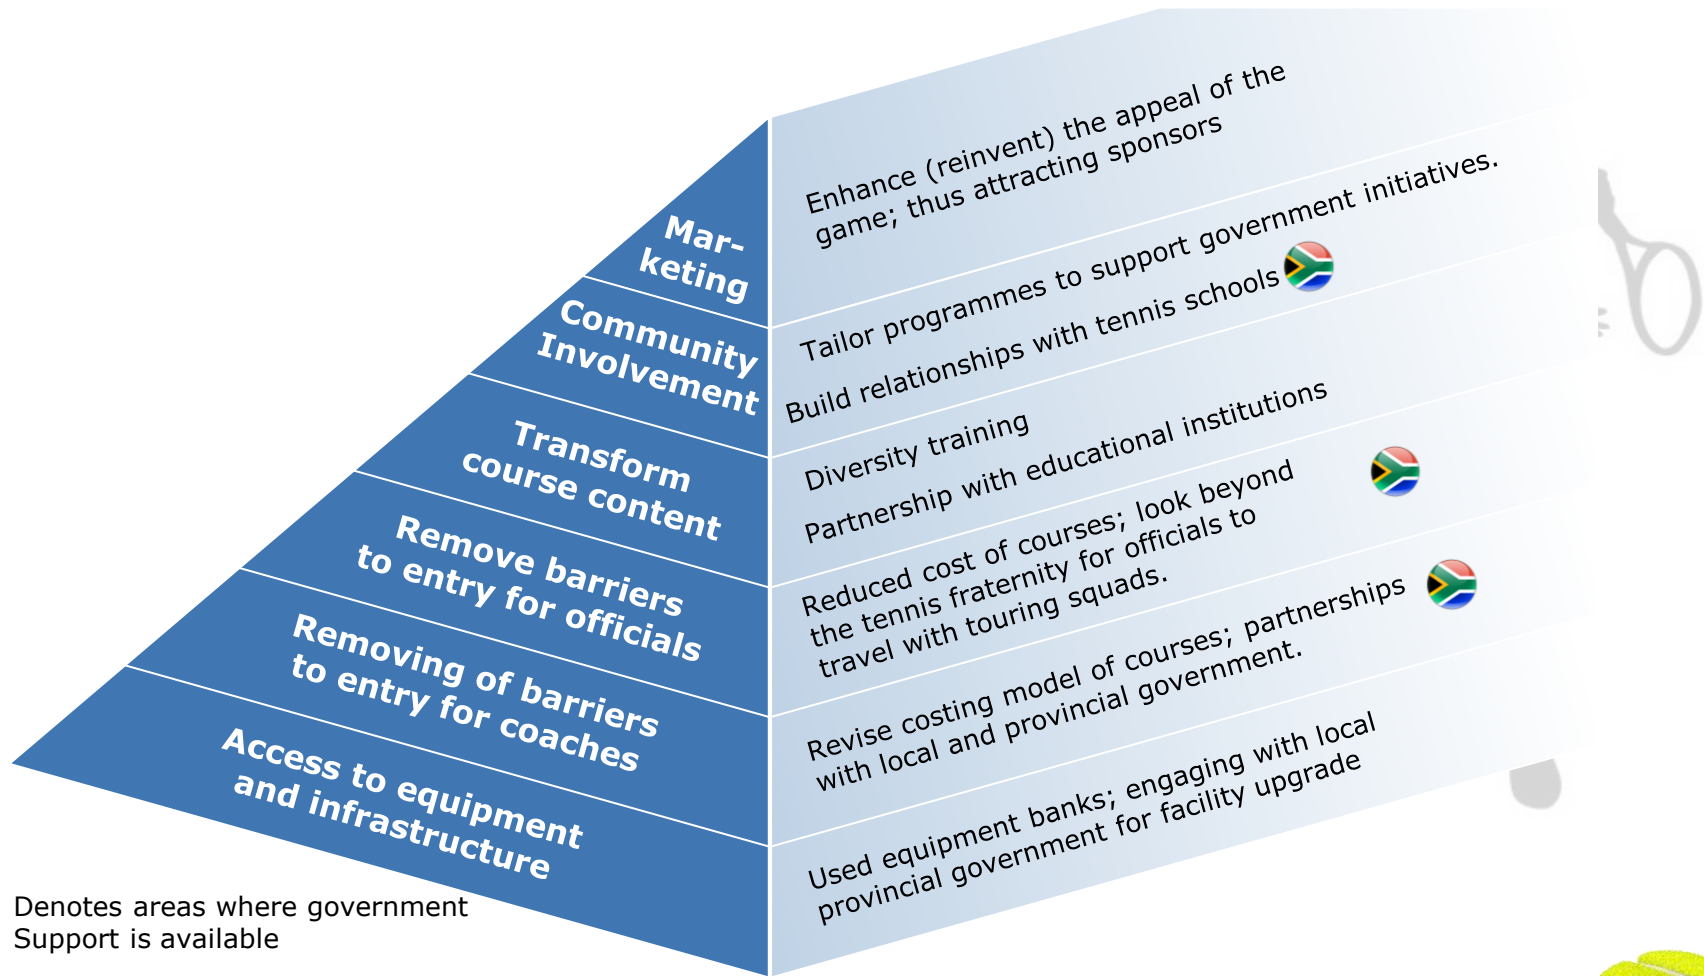 Mar-
keting
Enhance (reinvent) the appeal of the
game; thus attracting sponsors
Community
Involvement
Tailor programmes to support government initiatives.
Build relationships with tennis schools
Transform
course content
Diversity training
Partnership with educational institutions
Remove barriers
to entry for officials
Reduced cost of courses; look beyond
the tennis fraternity for officials to
travel with touring squads.
Removing of barriers
to entry for coaches
Revise costing model of courses; partnerships
with local and provincial government.
Access to equipment
and infrastructure
Used equipment banks; engaging with local
provincial government for facility upgrade
Denotes areas where government
Support is available